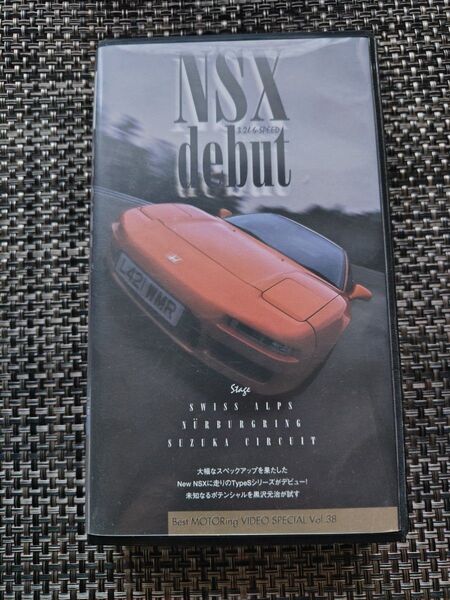 NSX
3.2ℓ 6-SPEED
debut
L421 WMR
Stage
SWISS ALPS
NÜRBURGRING
SUZUKA CIRCUIT
大幅なスペックアップを果たした
New NSXに走りのTypeSシリーズがデビュー!
未知なるポテンシャルを黒沢元治が試す
Best MOTORing VIDEO SPECIAL Vol.38